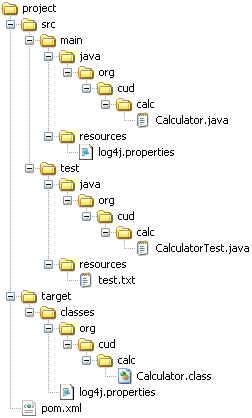 project
src
main
java
org
cud
calc
Calculator.java
resources
log4j.properties
test
java
org
cud
calc
CalculatorTest.java
resources
test.txt
target
classes
org
cud
calc
Calculator.class
log4j.properties
pom.xml